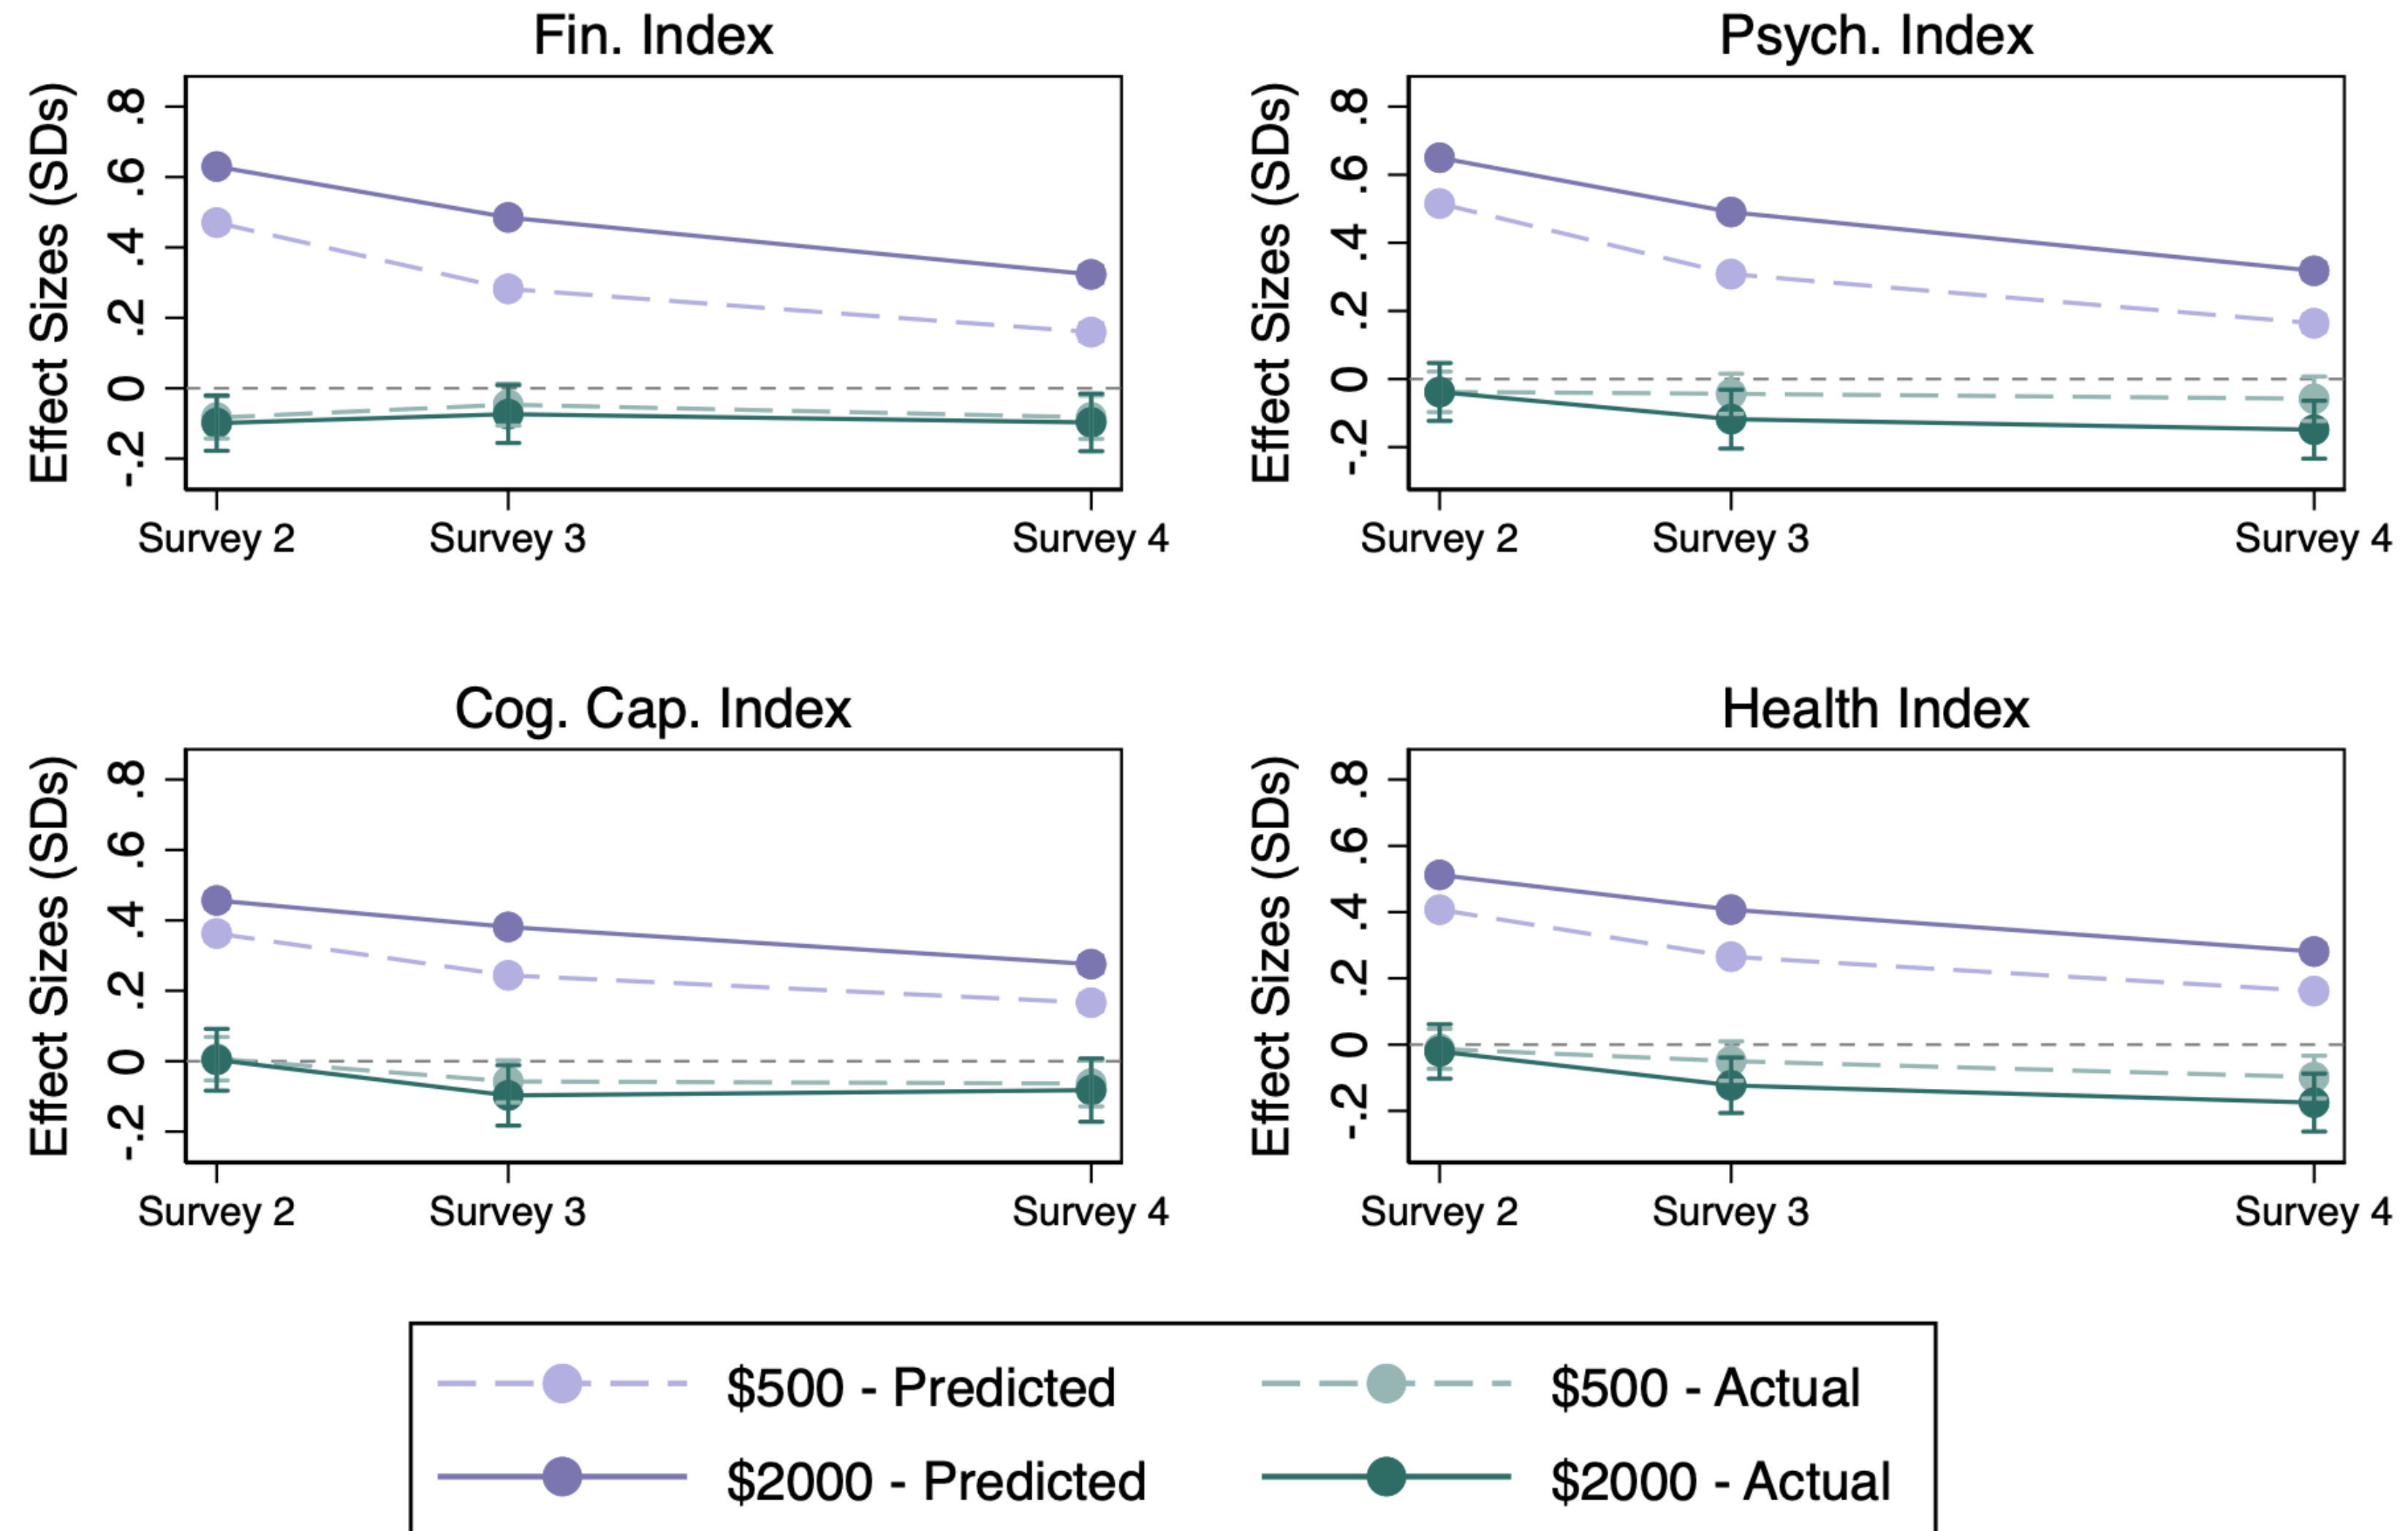 Fin. Index
Effect Sizes (SDs)
.8
.6
.4
.2
0
-.2
Survey 2 Survey 3 Survey 4
Psych. Index
Effect Sizes (SDs)
.8
.6
.4
.2
0
-.2
Survey 2 Survey 3 Survey 4
Cog. Cap. Index
Effect Sizes (SDs)
.8
.6
.4
.2
0
-.2
Survey 2 Survey 3 Survey 4
Health Index
Effect Sizes (SDs)
.8
.6
.4
.2
0
-.2
Survey 2 Survey 3 Survey 4
$500 - Predicted $500 - Actual
$2000 - Predicted $2000 - Actual